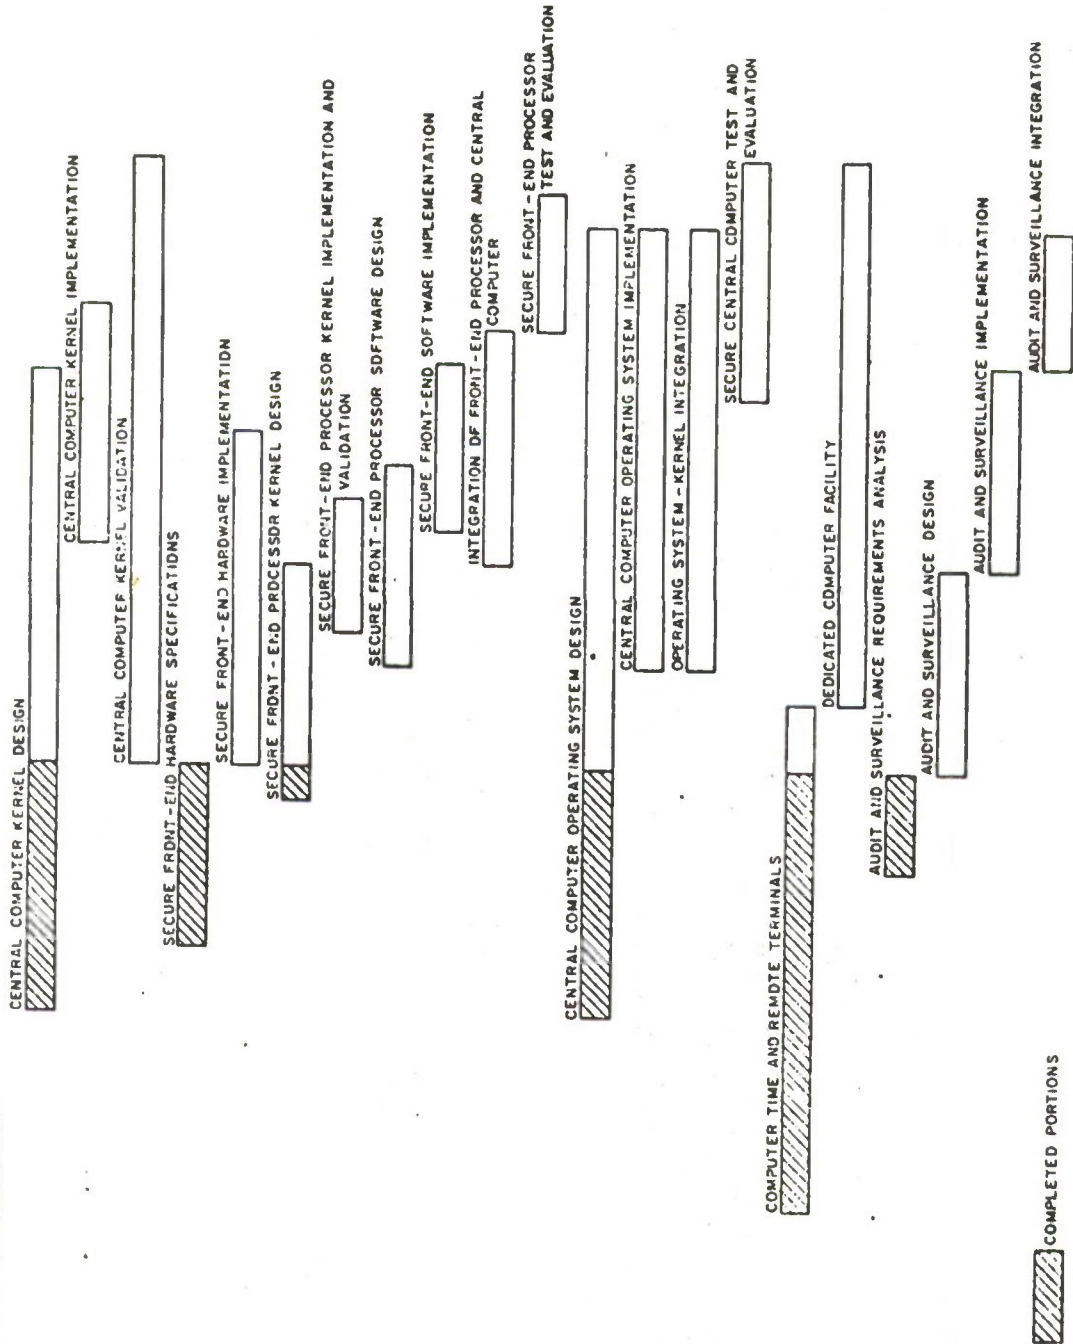 CENTRAL COMPUTER KERNEL DESIGN
CENTRAL COMPUTER KERNEL IMPLEMENTATION
CENTRAL COMPUTER KERNEL VALIDATION
SECURE FRONT-END HARDWARE SPECIFICATIONS
SECURE FRONT-END HARDWARE IMPLEMENTATION
SECURE FRONT-END PROCESSOR KERNEL DESIGN
SECURE FRONT-END PROCESSOR KERNEL IMPLEMENTATION AND
VALIDATION
SECURE FRONT-END PROCESSOR SOFTWARE DESIGN
SECURE FRONT-END SOFTWARE IMPLEMENTATION
INTEGRATION OF FRONT-END PROCESSOR AND CENTRAL
COMPUTER
SECURE FRONT-END PROCESSOR
TEST AND EVALUATION
CENTRAL COMPUTER OPERATING SYSTEM DESIGN
CENTRAL COMPUTER OPERATING SYSTEM IMPLEMENTATION
OPERATING SYSTEM-KERNEL INTEGRATION
SECURE CENTRAL COMPUTER TEST AND
EVALUATION
COMPUTER TIME AND REMOTE TERMINALS
DEDICATED COMPUTER FACILITY
AUDIT AND SURVEILLANCE REQUIREMENTS ANALYSIS
AUDIT AND SURVEILLANCE DESIGN
AUDIT AND SURVEILLANCE IMPLEMENTATION
AUDIT AND SURVEILLANCE INTEGRATION
COMPLETED PORTIONS